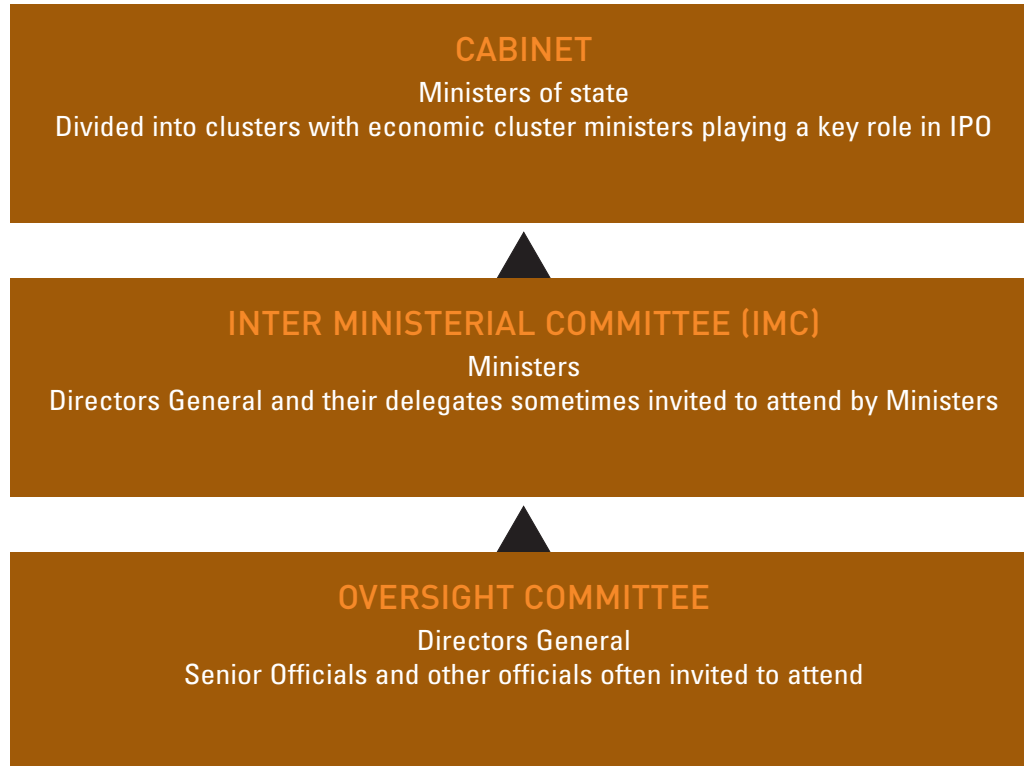 CABINET
Ministers of state
Divided into clusters with economic cluster ministers playing a key role in IPO
INTER MINISTERIAL COMMITTEE (IMC)
Ministers
Directors General and their delegates sometimes invited to attend by Ministers
OVERSIGHT COMMITTEE
Directors General
Senior Officials and other officials often invited to attend